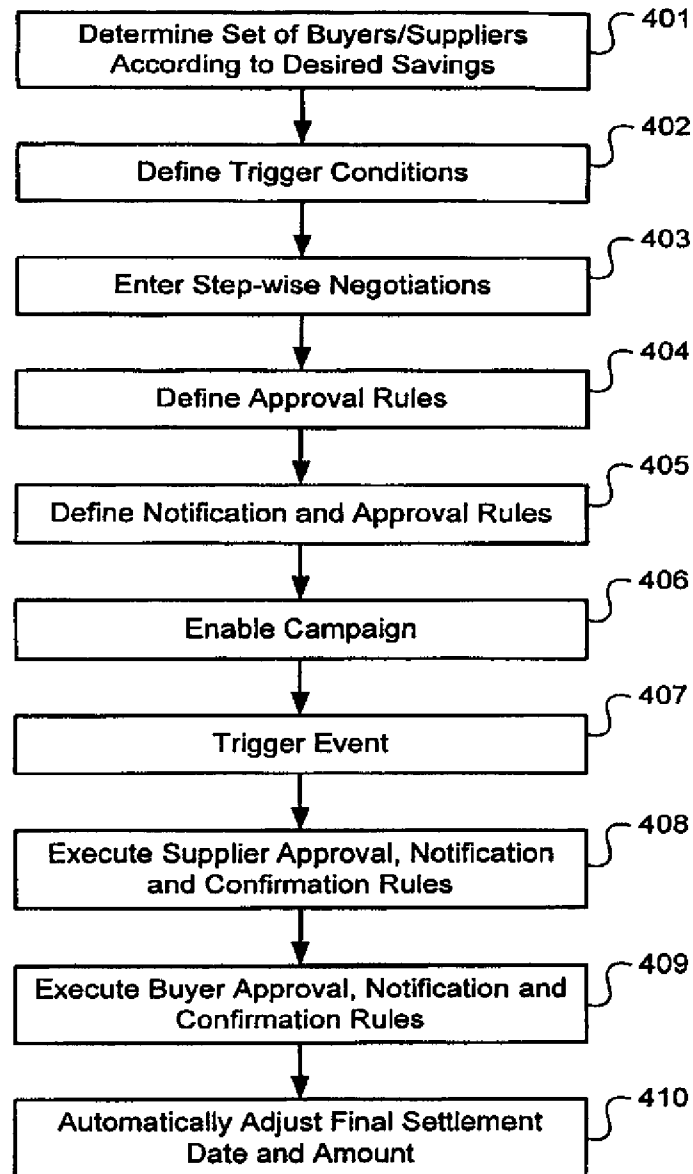 Determine Set of Buyers/Suppliers
According to Desired Savings
401
Define Trigger Conditions
402
Enter Step-wise Negotiations
403
Define Approval Rules
404
Define Notification and Approval Rules
405
Enable Campaign
406
Trigger Event
407
Execute Supplier Approval, Notification
and Confirmation Rules
408
Execute Buyer Approval, Notification and
Confirmation Rules
409
Automatically Adjust Final Settlement
Date and Amount
410